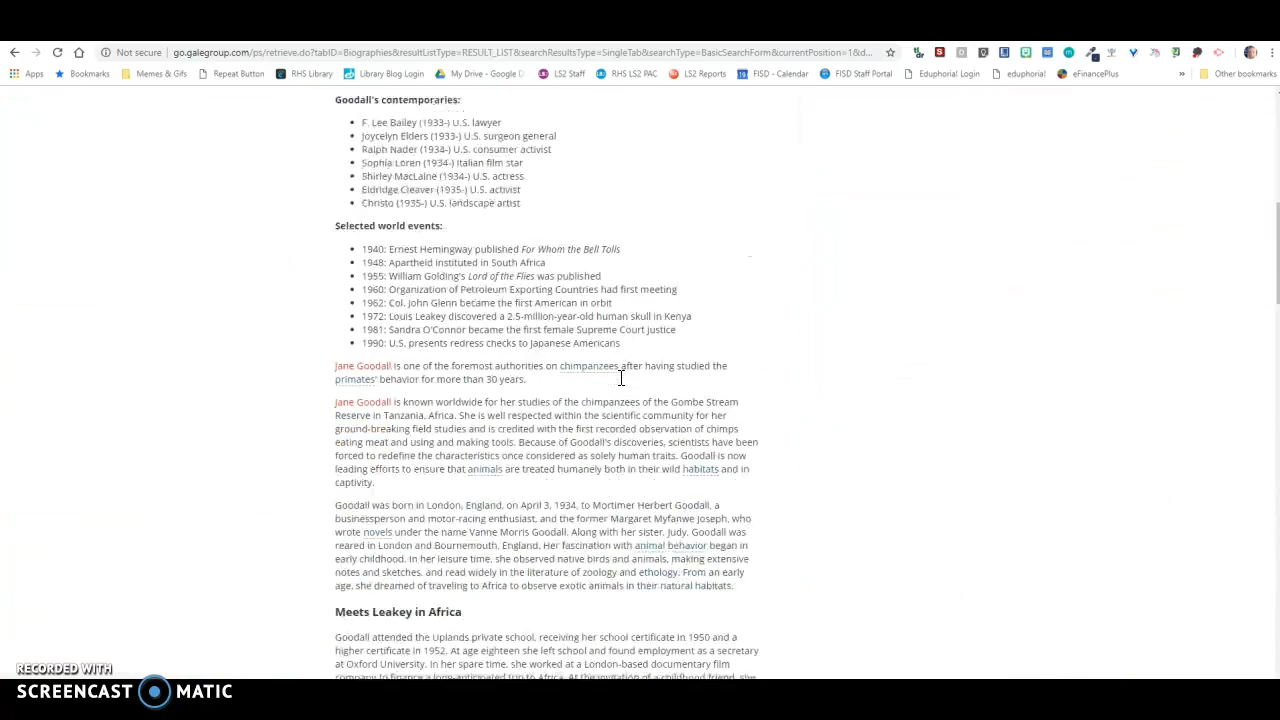 Not secure
go.galegroup.com/ps/retrieve.do?tabID=Biographies&resultListType=RESULT_LIST&searchResultsType=SingleTab&searchType=BasicSearchForm&currentPosition=1&d...
Apps Bookmarks Memes & Gifs Repeat Button RHS Library Library Blog Login My Drive - Google D LS2 Staff RHS LS2 PAC LS2 Reports FISD - Calendar FISD Staff Portal Eduphoria! Login eduphoria! eFinancePlus » Other bookmarks
Goodall's contemporaries:
F. Lee Bailey (1933-) U.S. lawyer
Joycelyn Elders (1933-) U.S. surgeon general
Ralph Nader (1934-) U.S. consumer activist
Sophia Loren (1934-) Italian film star
Shirley MacLaine (1934-) U.S. actress
Eldridge Cleaver (1935-) U.S. activist
Christo (1935-) U.S. landscape artist
Selected world events:
1940: Ernest Hemingway published For Whom the Bell Tolls
1948: Apartheid instituted in South Africa
1955: William Golding's Lord of the Flies was published
1960: Organization of Petroleum Exporting Countries had first meeting
1962: Col. John Glenn became the first American in orbit
1972: Louis Leakey discovered a 2.5-million-year-old human skull in Kenya
1981: Sandra O'Connor became the first female Supreme Court justice
1990: U.S. presents redress checks to Japanese Americans
Jane Goodall is one of the foremost authorities on chimpanzees after having studied the
primates' behavior for more than 30 years.
Jane Goodall is known worldwide for her studies of the chimpanzees of the Gombe Stream
Reserve in Tanzania, Africa. She is well respected within the scientific community for her
ground-breaking field studies and is credited with the first recorded observation of chimps
eating meat and using and making tools. Because of Goodall's discoveries, scientists have been
forced to redefine the characteristics once considered as solely human traits. Goodall is now
leading efforts to ensure that animals are treated humanely both in their wild habitats and in
captivity.
Goodall was born in London, England, on April 3, 1934, to Mortimer Herbert Goodall, a
businessperson and motor-racing enthusiast, and the former Margaret Myfanwe Joseph, who
wrote novels under the name Vanne Morris Goodall. Along with her sister, Judy, Goodall was
reared in London and Bournemouth, England. Her fascination with animal behavior began in
early childhood. In her leisure time, she observed native birds and animals, making extensive
notes and sketches, and read widely in the literature of zoology and ethology. From an early
age, she dreamed of traveling to Africa to observe exotic animals in their natural habitats.
Meets Leakey in Africa
Goodall attended the Uplands private school, receiving her school certificate in 1950 and a
higher certificate in 1952. At age eighteen she left school and found employment as a secretary
at Oxford University. In her spare time, she worked at a London-based documentary film
company to finance a long-anticipated trip to Africa. At the invitation of a childhood friend, she
RECORDED WITH
SCREENCAST MATIC